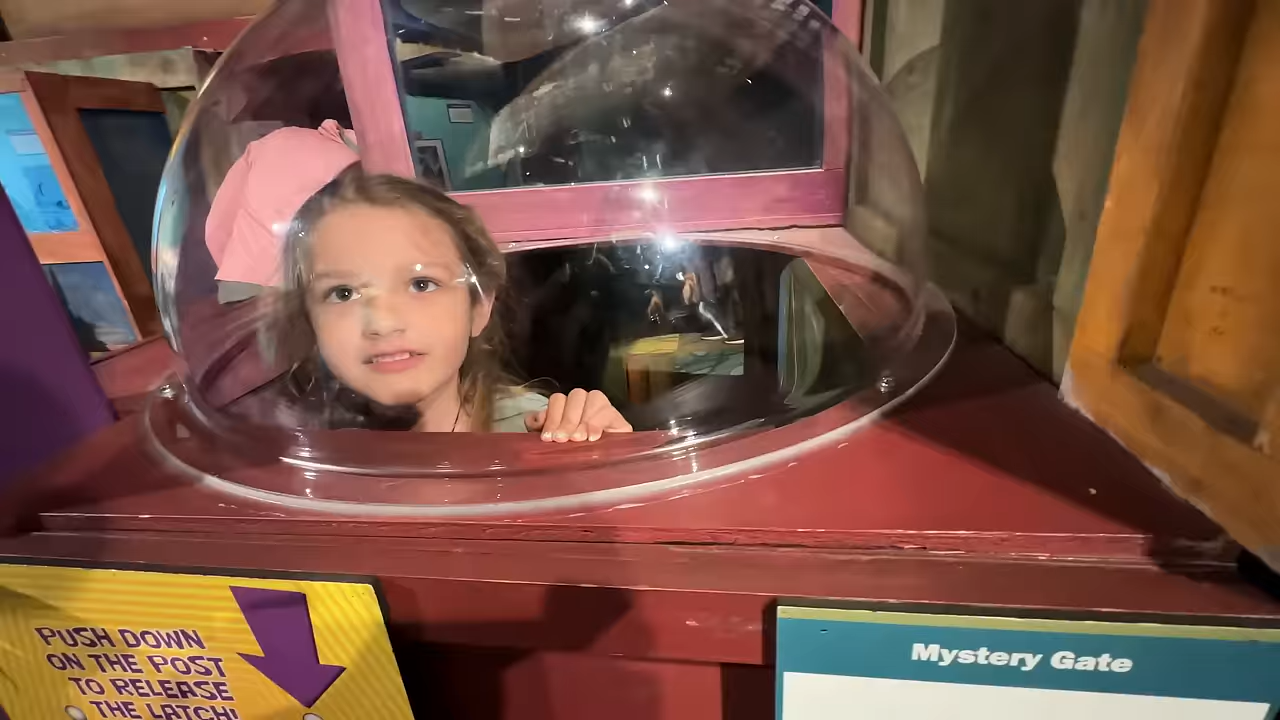 PUSH DOWN
ON THE POST
TO RELEASE
THE LATCH!
Mystery Gate